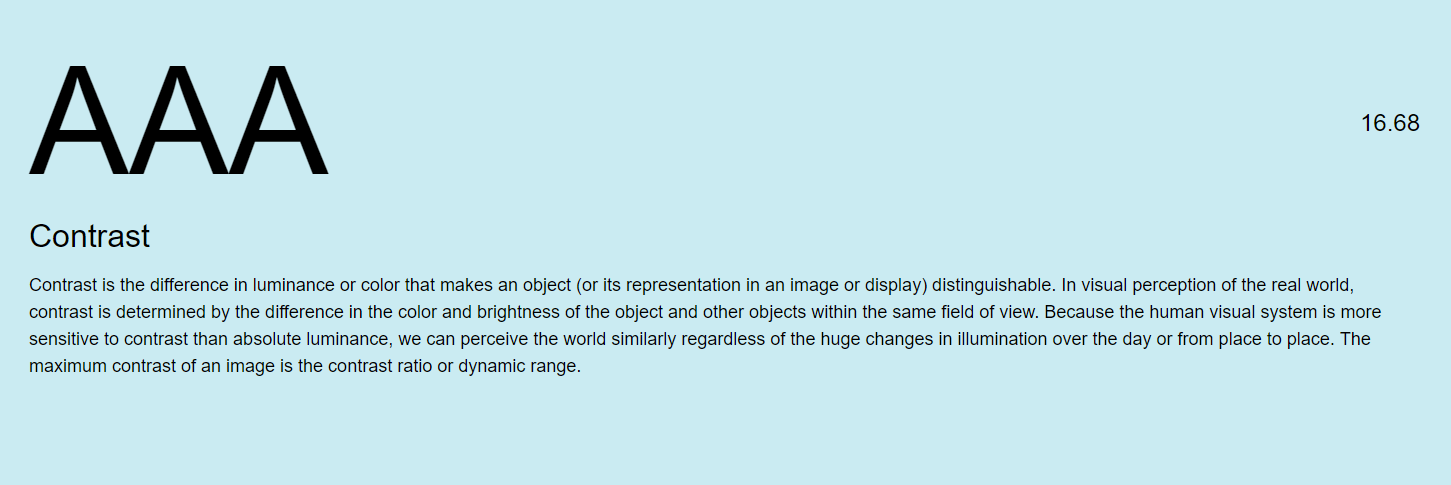 AAA
16.68
Contrast
Contrast is the difference in luminance or color that makes an object (or its representation in an image or display) distinguishable. In visual perception of the real world,
contrast is determined by the difference in the color and brightness of the object and other objects within the same field of view. Because the human visual system is more
sensitive to contrast than absolute luminance, we can perceive the world similarly regardless of the huge changes in illumination over the day or from place to place. The
maximum contrast of an image is the contrast ratio or dynamic range.